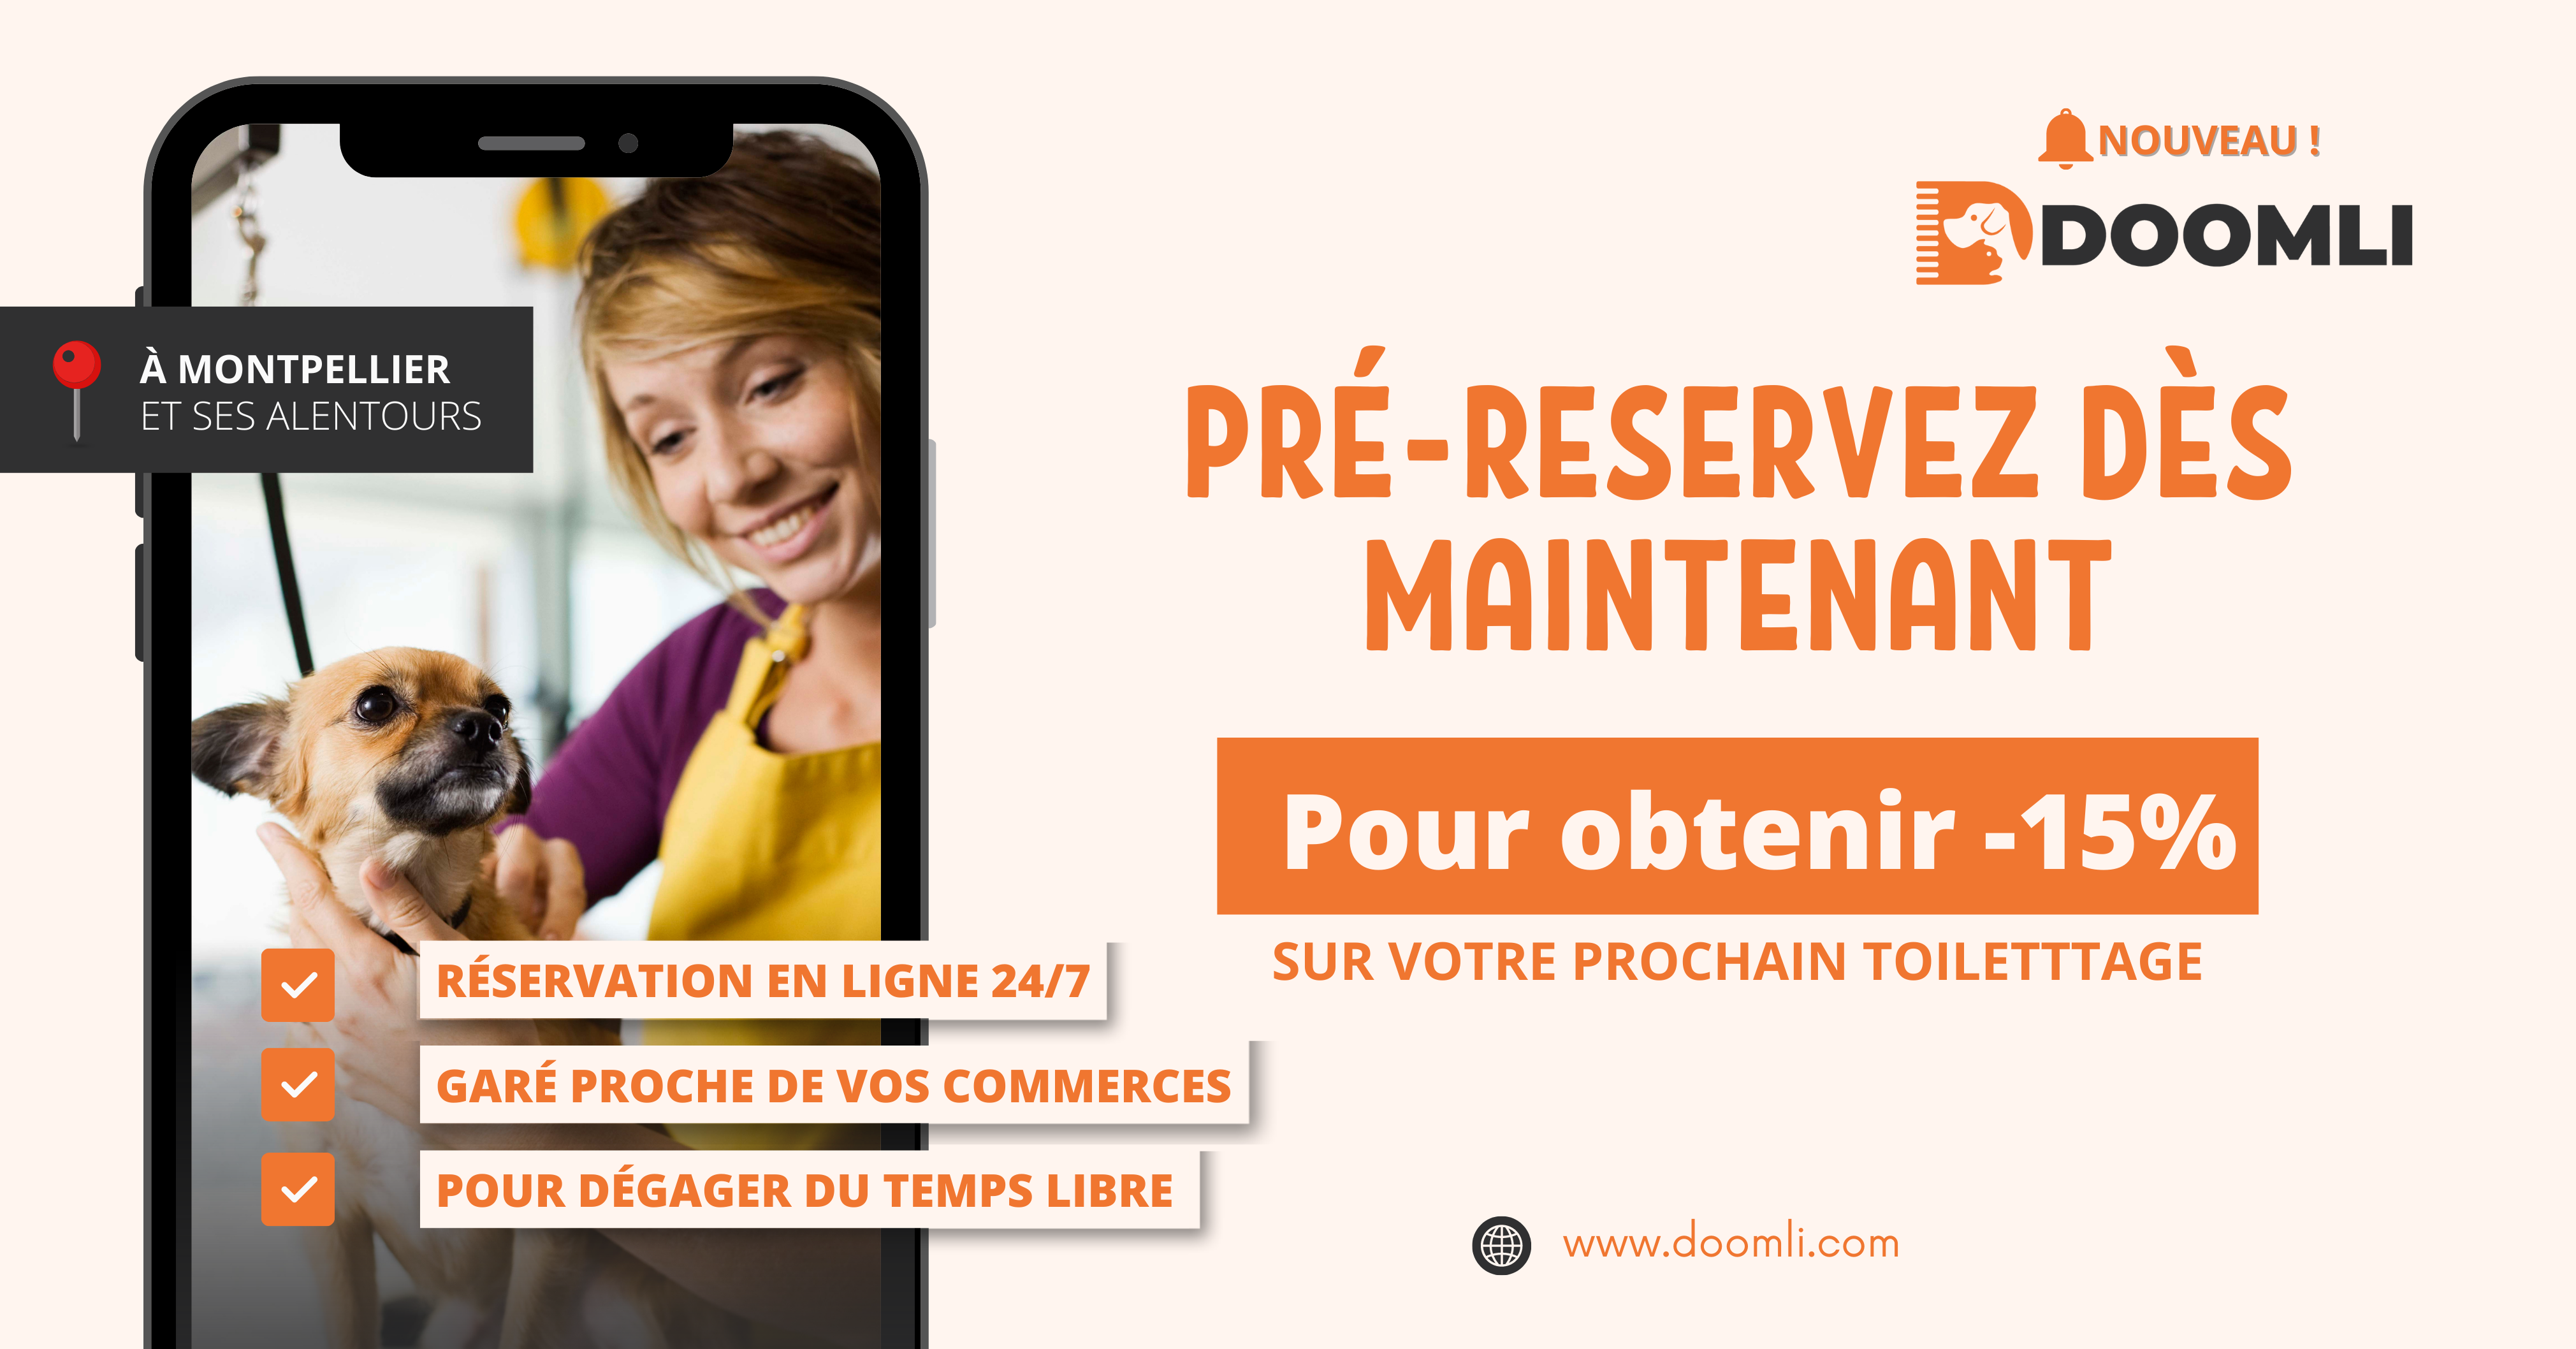 NOUVEAU !
DOOMLI
À MONTPELLIER
ET SES ALENTOURS
PRÉ-RESERVEZ DÈS
MAINTENANT
Pour obtenir -15%
SUR VOTRE PROCHAIN TOILETTTAGE
RÉSERVATION EN LIGNE 24/7
GARÉ PROCHE DE VOS COMMERCES
POUR DÉGAGER DU TEMPS LIBRE
www.doomli.com